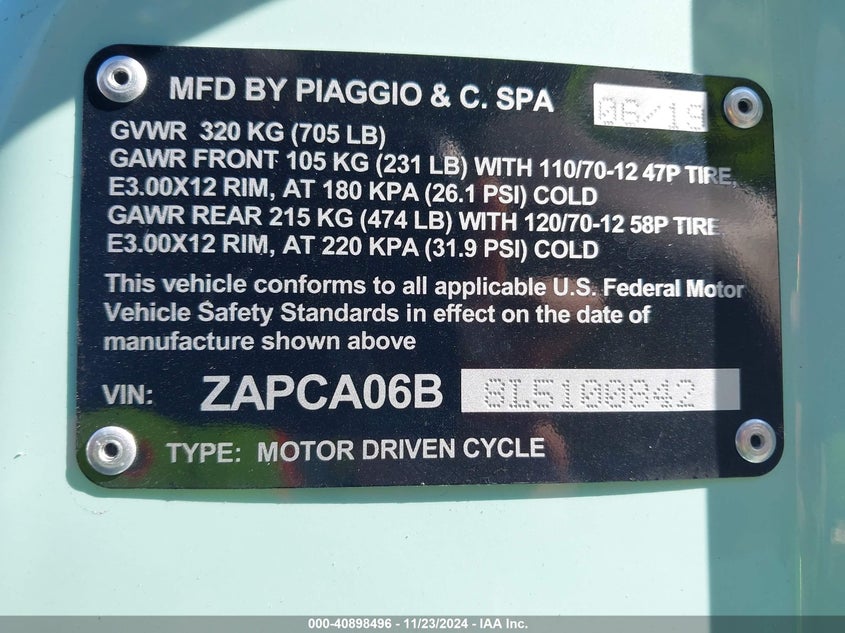 MFD BY PIAGGIO & C. SPA 06/19
GVWR 320 KG (705 LB)
GAWR FRONT 105 KG (231 LB) WITH 110/70-12 47P TIRE,
E3.00X12 RIM, AT 180 KPA (26.1 PSI) COLD
GAWR REAR 215 KG (474 LB) WITH 120/70-12 58P TIRE
E3.00X12 RIM, AT 220 KPA (31.9 PSI) COLD
This vehicle conforms to all applicable U.S. Federal Motor
Vehicle Safety Standards in effect on the date of
manufacture shown above
VIN: ZAPCA06B 8L5100842
TYPE: MOTOR DRIVEN CYCLE
000-40898496 - 11/23/2024 - IAA Inc.